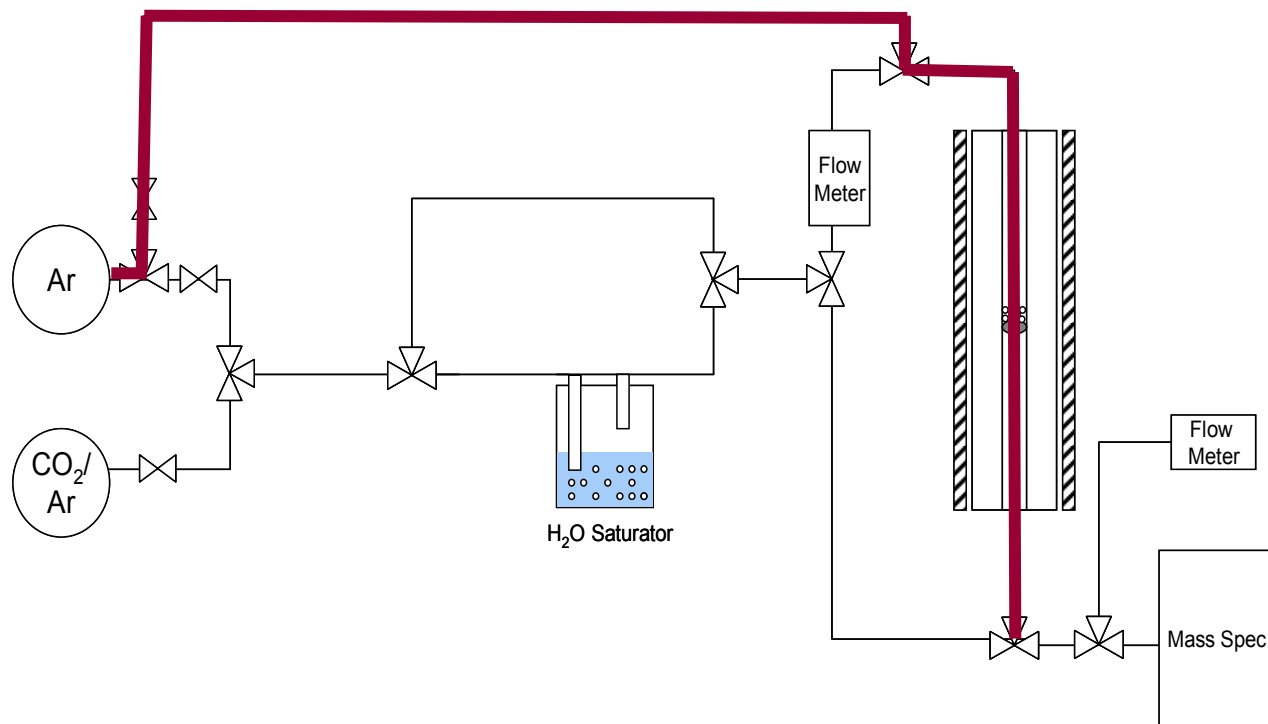 Flow
Meter
Ar
CO₂/
Ar
H₂O Saturator
Flow
Meter
Mass Spec.